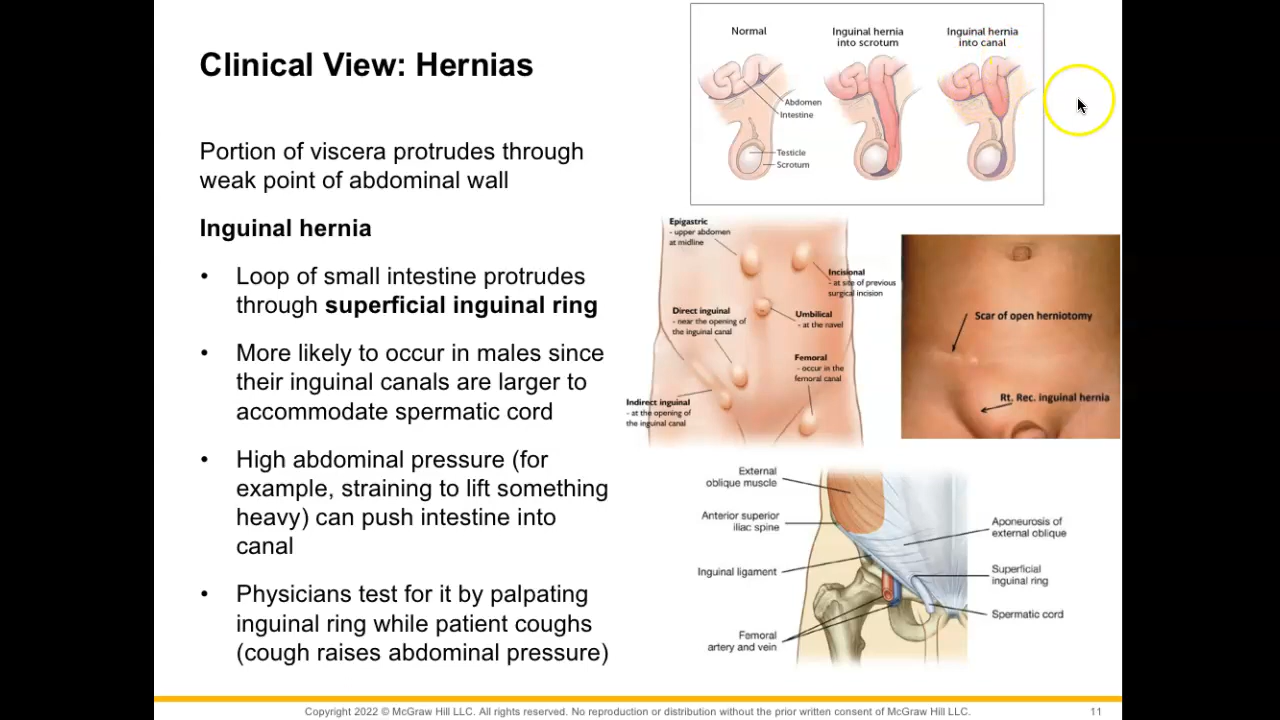 Clinical View: Hernias
Portion of viscera protrudes through
weak point of abdominal wall
Inguinal hernia
• Loop of small intestine protrudes
through superficial inguinal ring
• More likely to occur in males since
their inguinal canals are larger to
accommodate spermatic cord
• High abdominal pressure (for
example, straining to lift something
heavy) can push intestine into
canal
• Physicians test for it by palpating
inguinal ring while patient coughs
(cough raises abdominal pressure)
Normal
Inguinal hernia
into scrotum
Inguinal hernia
into canal
Abdomen
Intestine
Testicle
Scrotum
Epigastric
- upper abdomen
at midline
Incisional
- at site of previous
surgical incision
Direct inguinal
- near the opening of
the inguinal canal
Umbilical
- at the navel
Femoral
- occur in the
femoral canal
Indirect inguinal
- at the opening of
the inguinal canal
Scar of open herniotomy
Rt. Rec. inguinal hernia
External
oblique muscle
Anterior superior
iliac spine
Inguinal ligament
Femoral
artery and vein
Aponeurosis of
external oblique
Superficial
inguinal ring
Spermatic cord
Copyright 2022 © McGraw Hill LLC. All rights reserved. No reproduction or distribution without the prior written consent of McGraw Hill LLC.
11